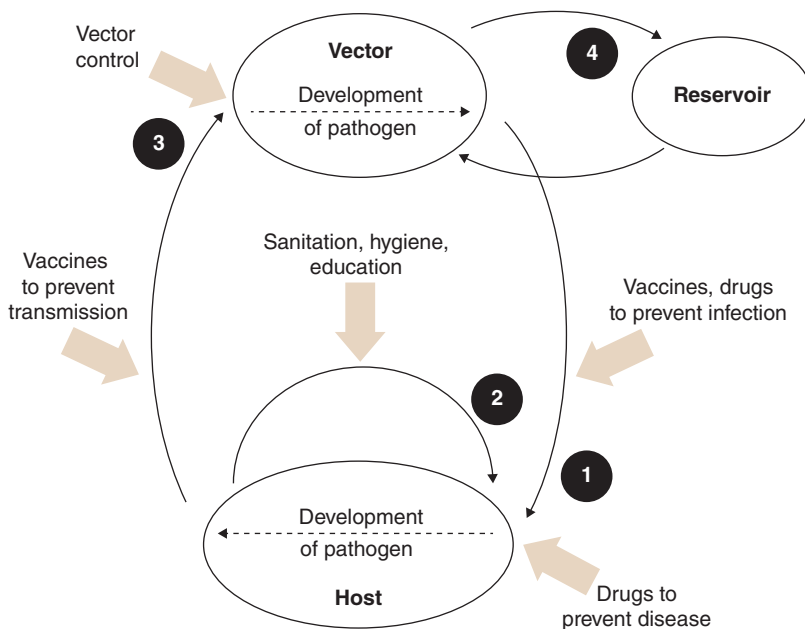 Vector
control
Vector
Development
of pathogen
4
Reservoir
3
Sanitation, hygiene,
education
Vaccines
to prevent
transmission
Vaccines, drugs
to prevent infection
2
1
Development
of pathogen
Host
Drugs to
prevent disease